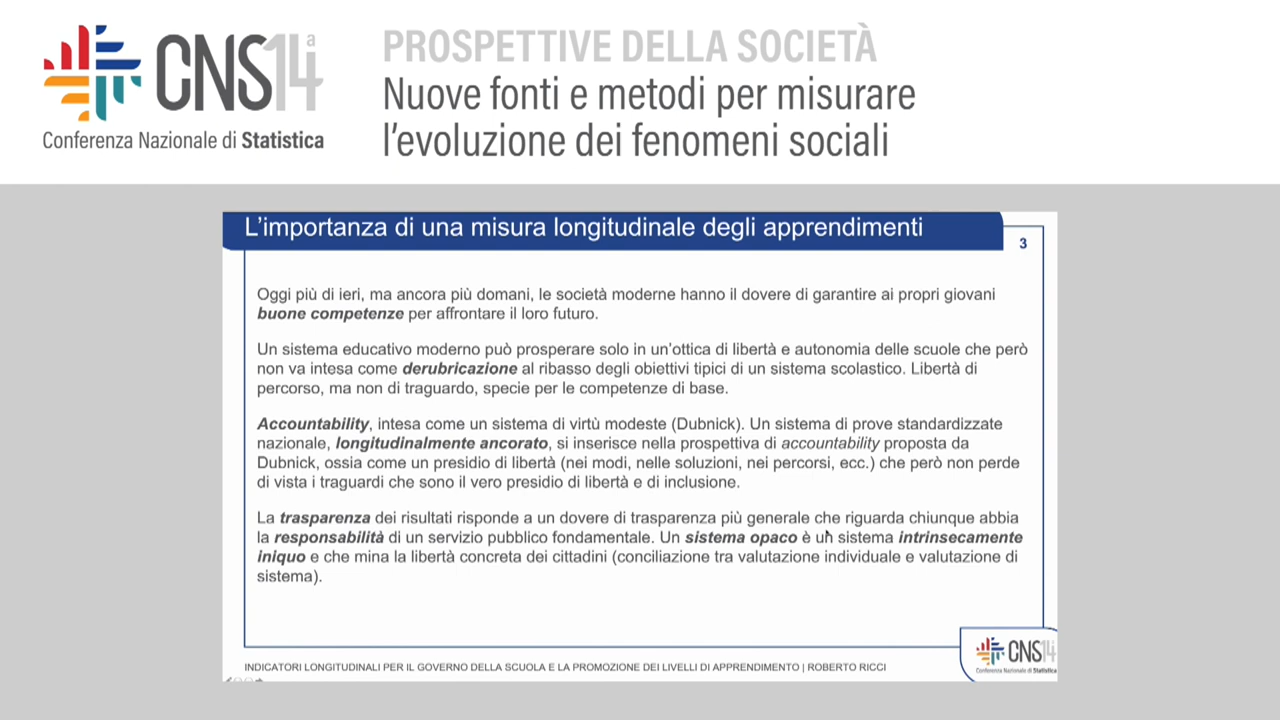 CNS14a
Conferenza Nazionale di Statistica
PROSPETTIVE DELLA SOCIETÀ
Nuove fonti e metodi per misurare
l'evoluzione dei fenomeni sociali
L'importanza di una misura longitudinale degli apprendimenti
3
Oggi più di ieri, ma ancora più domani, le società moderne hanno il dovere di garantire ai propri giovani
buone competenze per affrontare il loro futuro.
Un sistema educativo moderno può prosperare solo in un'ottica di libertà e autonomia delle scuole che però
non va intesa come derubricazione al ribasso degli obiettivi tipici di un sistema scolastico. Libertà di
percorso, ma non di traguardo, specie per le competenze di base.
Accountability, intesa come un sistema di virtù modeste (Dubnick). Un sistema di prove standardizzate
nazionale, longitudinalmente ancorato, si inserisce nella prospettiva di accountability proposta da
Dubnick, ossia come un presidio di libertà (nei modi, nelle soluzioni, nei percorsi, ecc.) che però non perde
di vista i traguardi che sono il vero presidio di libertà e di inclusione.
La trasparenza dei risultati risponde a un dovere di trasparenza più generale che riguarda chiunque abbia
la responsabilità di un servizio pubblico fondamentale. Un sistema opaco è un sistema intrinsecamente
iniquo e che mina la libertà concreta dei cittadini (conciliazione tra valutazione individuale e valutazione di
sistema).
INDICATORI LONGITUDINALI PER IL GOVERNO DELLA SCUOLA E LA PROMOZIONE DEI LIVELLI DI APPRENDIMENTO | ROBERTO RICCI
CNS14
Conferenza Nazionale di Statistica